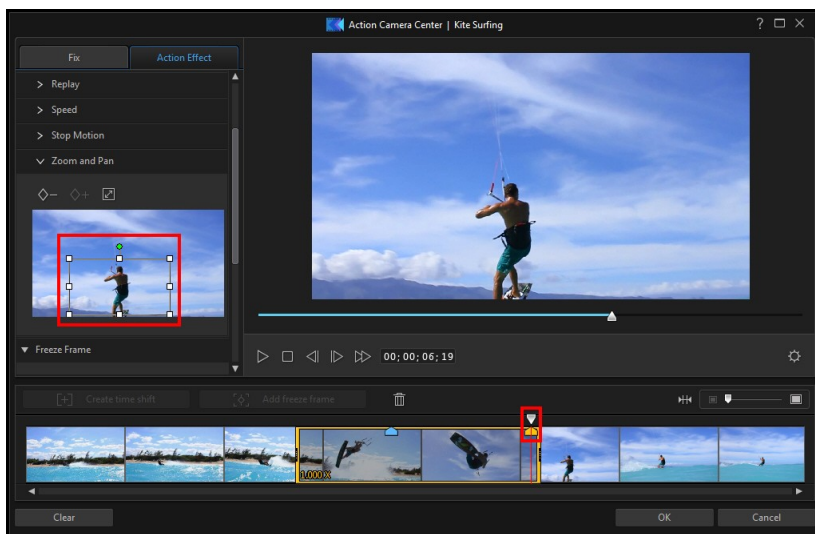 Action Camera Center | Kite Surfing
Fix
Action Effect
Replay
Speed
Stop Motion
Zoom and Pan
Freeze Frame
00;00;06;19
Create time shift
Add freeze frame
1.000 X
Clear
OK
Cancel